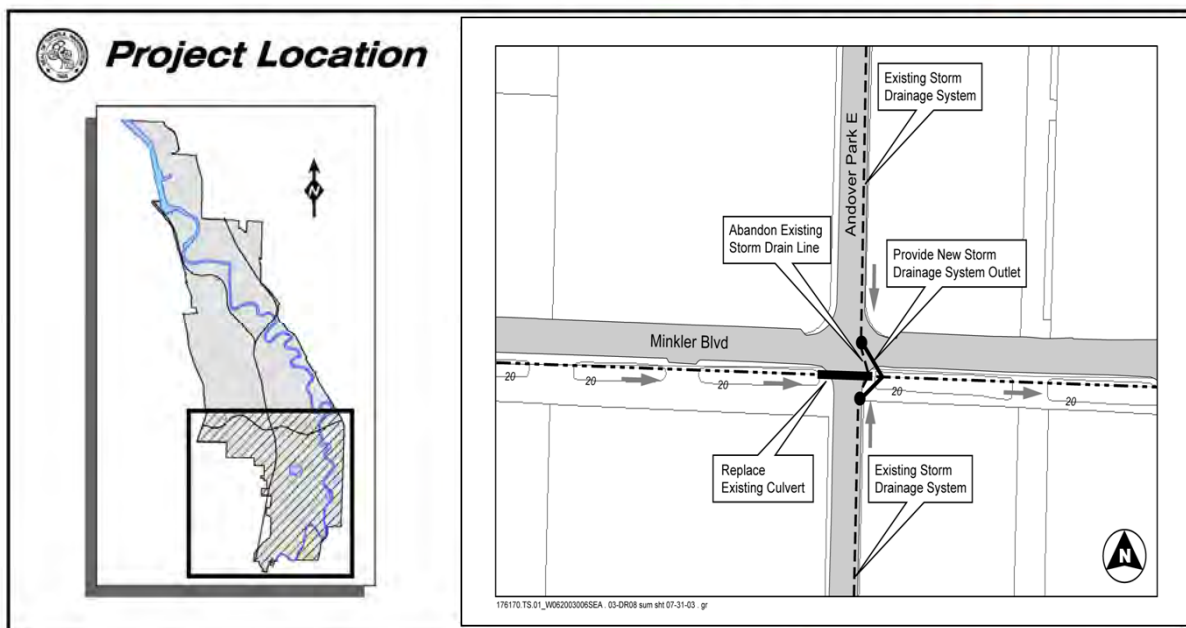 Project Location
N
Existing Storm
Drainage System
Andover Park E
Abandon Existing
Storm Drain Line
Provide New Storm
Drainage System Outlet
Minkler Blvd
20
20
20
20
20
Replace
Existing Culvert
Existing Storm
Drainage System
N
176170.TS.01_W062003006SEA . 03-DR08 sum sht 07-31-03 . gr